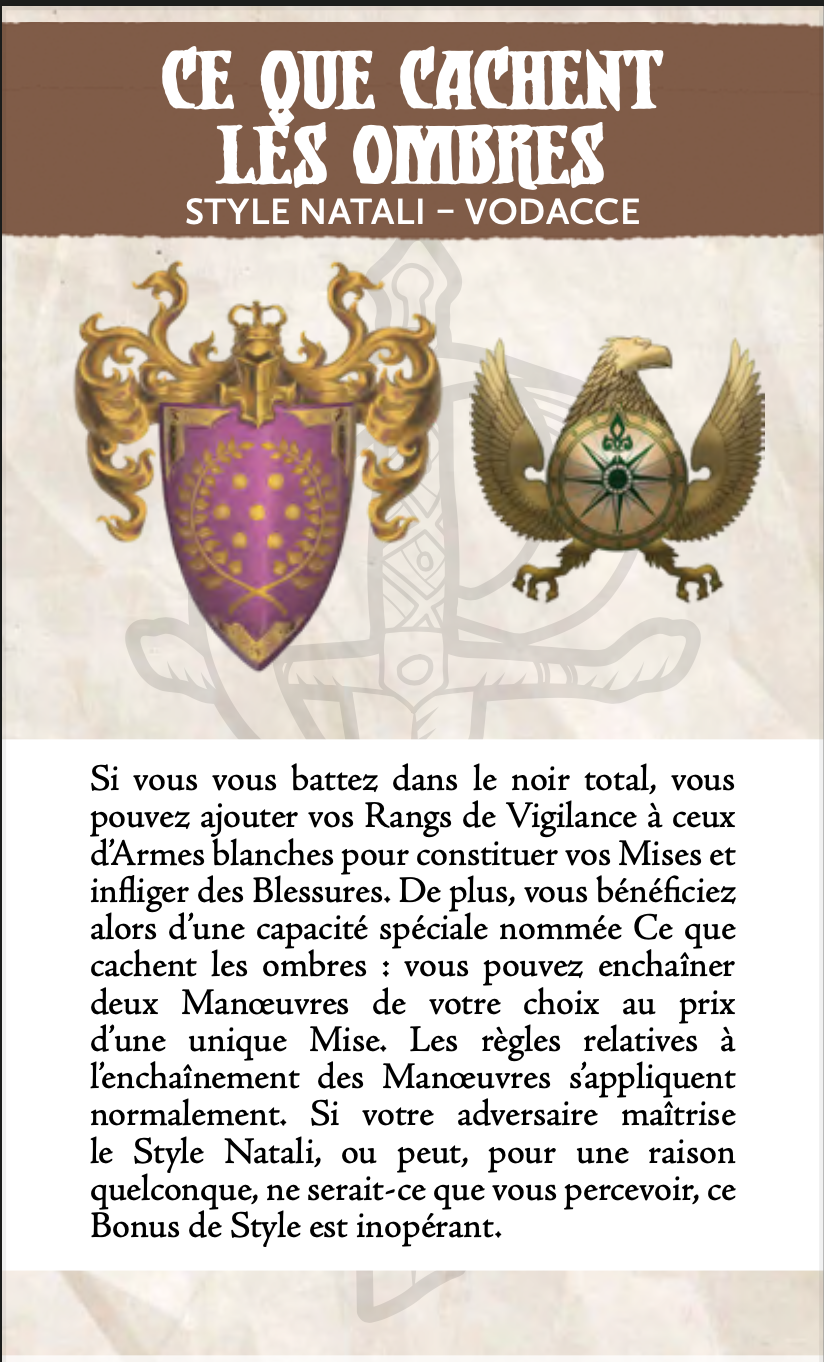 CE QUE CACHENT
LES OMBRES
STYLE NATALI – VODACCE
Si vous vous battez dans le noir total, vous
pouvez ajouter vos Rangs de Vigilance à ceux
d’Armes blanches pour constituer vos Mises et
infliger des Blessures. De plus, vous bénéficiez
alors d’une capacité spéciale nommée Ce que
cachent les ombres : vous pouvez enchaîner
deux Manœuvres de votre choix au prix
d’une unique Mise. Les règles relatives à
l’enchaînement des Manœuvres s’appliquent
normalement. Si votre adversaire maîtrise
le Style Natali, ou peut, pour une raison
quelconque, ne serait-ce que vous percevoir, ce
Bonus de Style est inopérant.